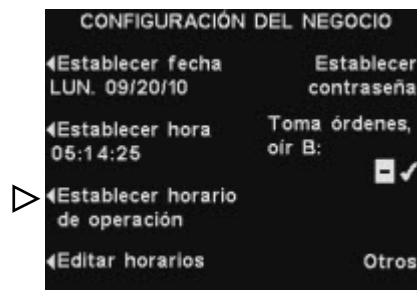 CONFIGURACIÓN DEL NEGOCIO
Establecer fecha
LUN. 09/20/10
Establecer hora
05:14:25
Establecer horario
de operación
Editar horarios
Establecer
contraseña
Toma órdenes,
oír B:
Otros